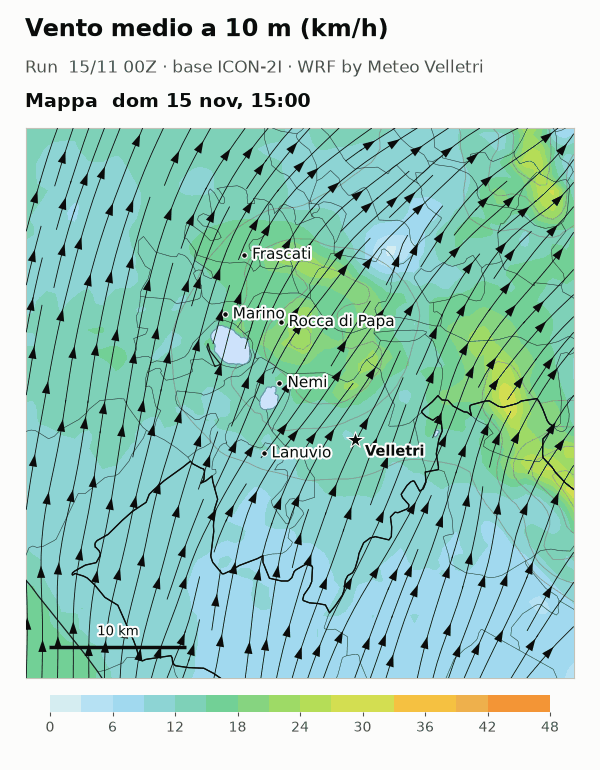 Vento medio a 10 m (km/h)
Run  15/11 00Z · base ICON-2I · WRF by Meteo Velletri
Mappa  dom 15 nov, 15:00
Frascati
Marino
Rocca di Papa
Nemi
Velletri
Lanuvio
10 km
0 6 12 18 24 30 36 42 48